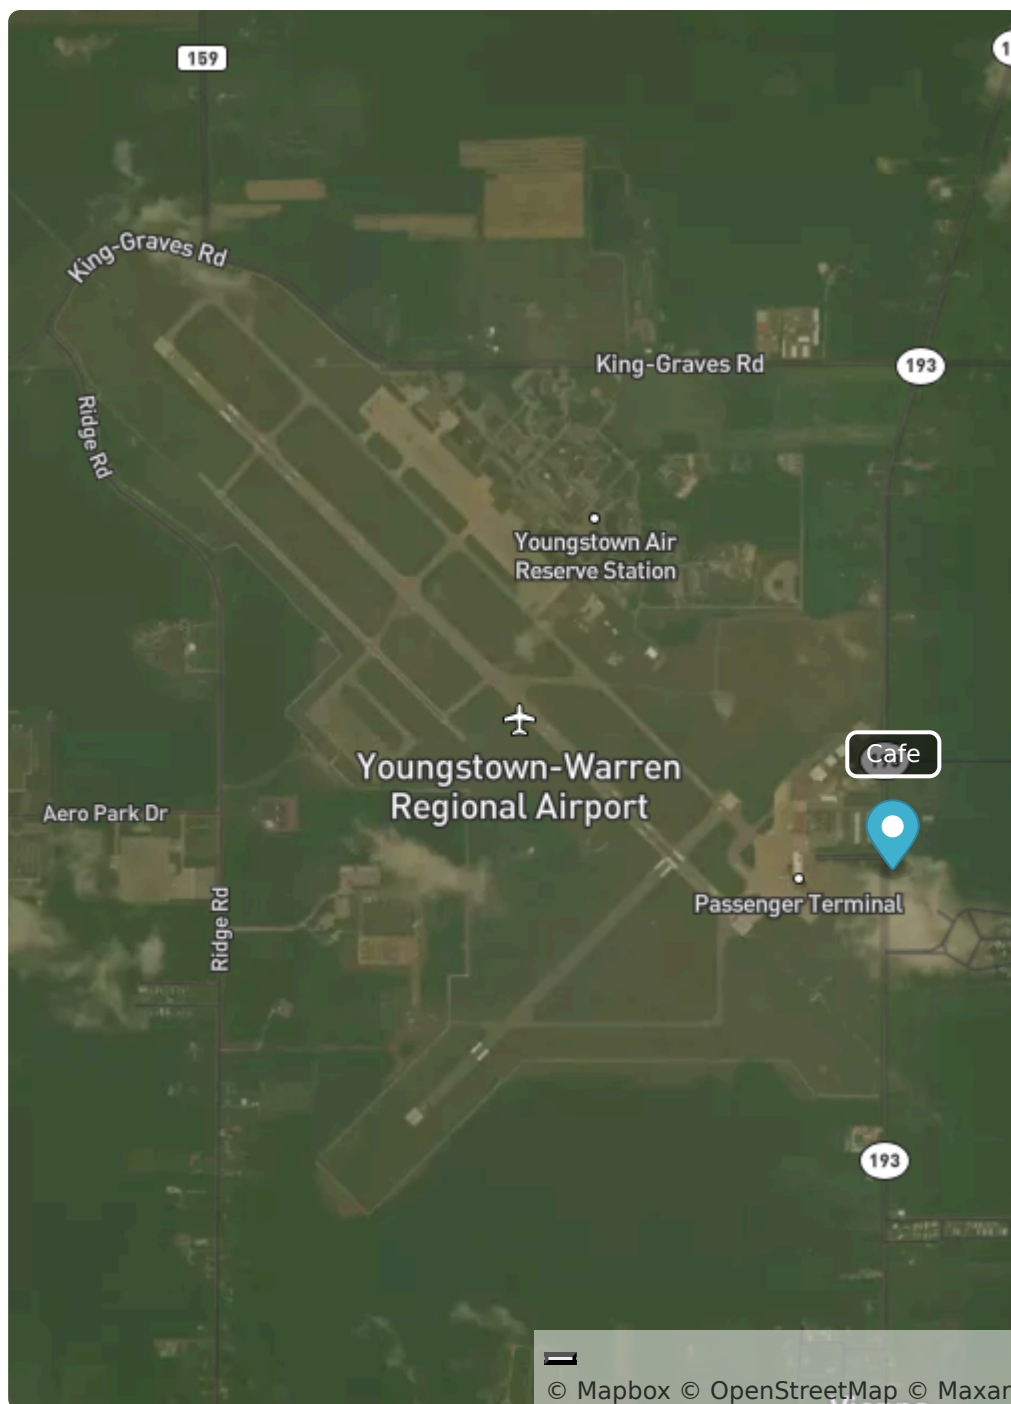 159
King-Graves Rd
King-Graves Rd
193
Ridge Rd
Youngstown Air
Reserve Station
Cafe
Youngstown-Warren
Regional Airport
Aero Park Dr
Passenger Terminal
Ridge Rd
193
© Mapbox © OpenStreetMap © Maxar